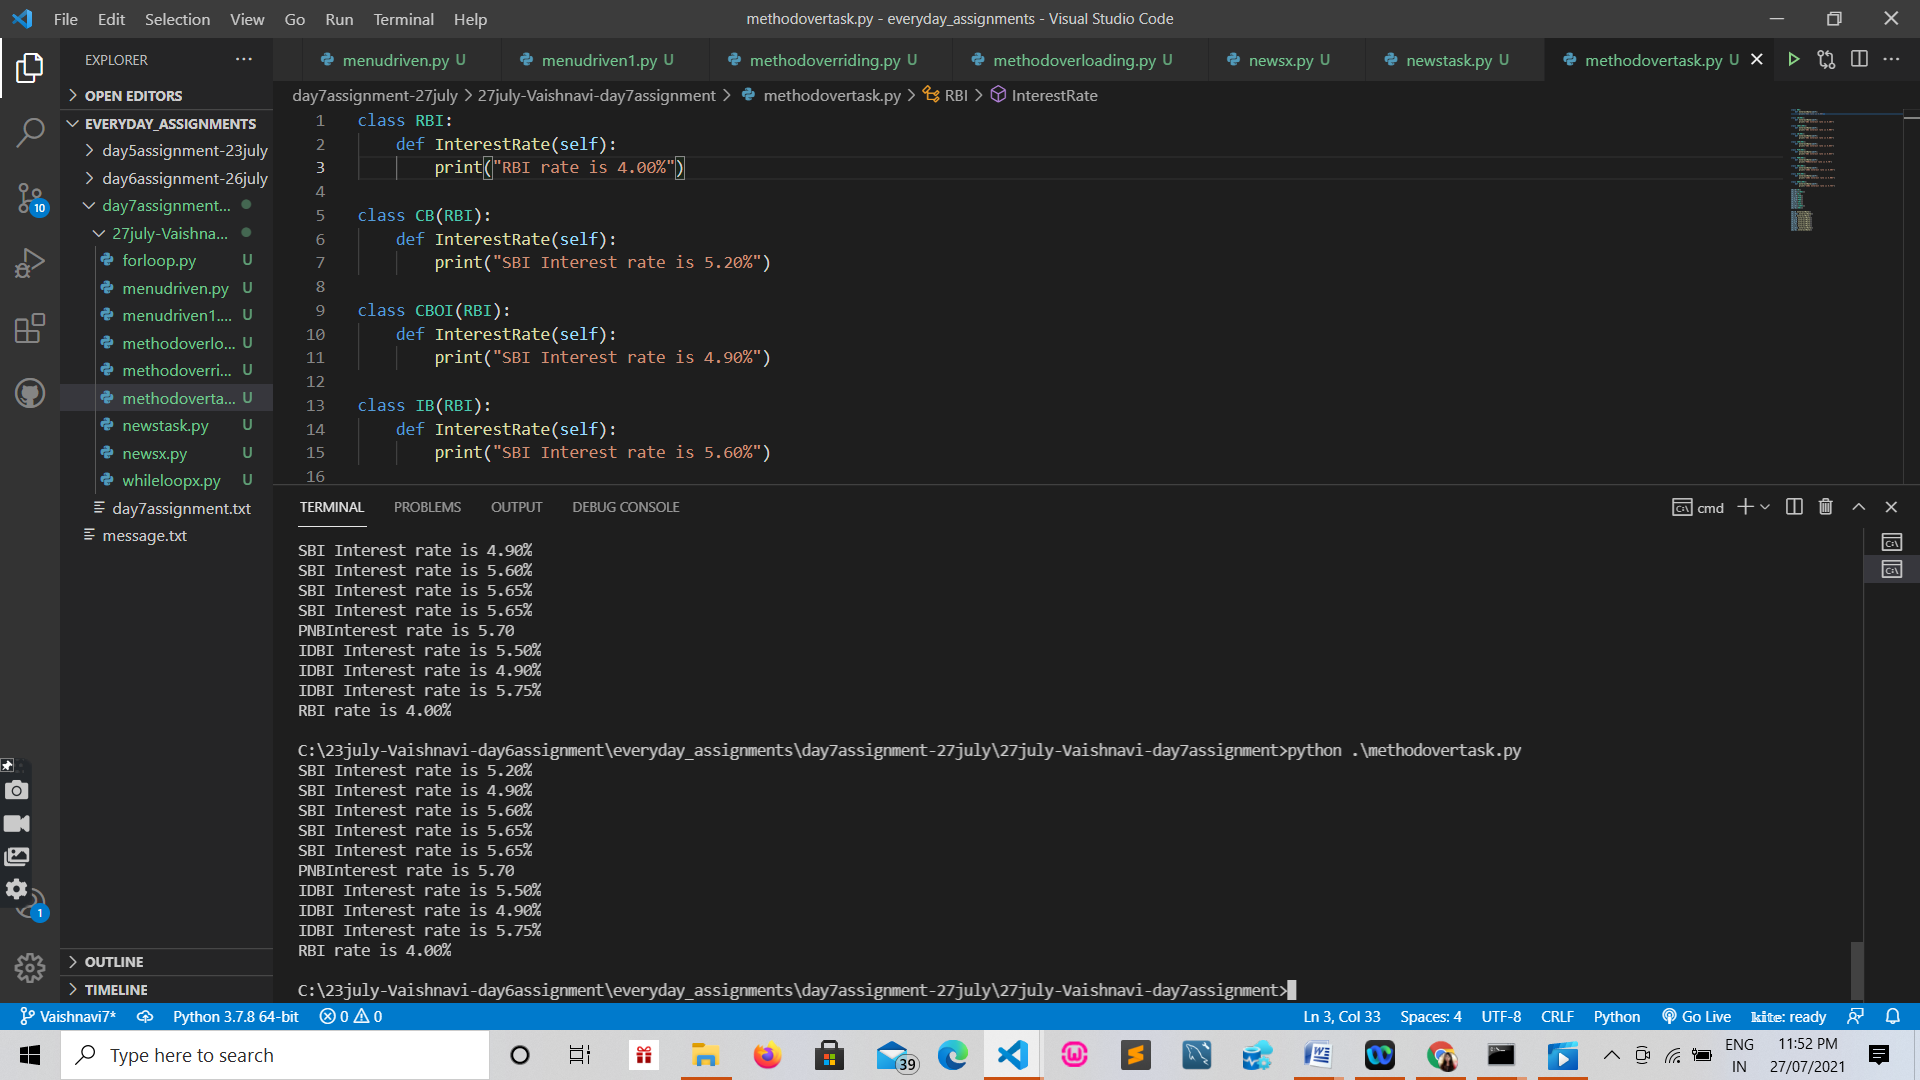 File Edit Selection View Go Run Terminal Help
methodovertask.py - everyday_assignments - Visual Studio Code
EXPLORER
menudriven.py U
menudriven1.py U
methodoverriding.py U
methodoverloading.py U
newsx.py U
newstask.py U
methodovertask.py U
OPEN EDITORS
EVERYDAY_ASSIGNMENTS
day5assignment-23july
day6assignment-26july
day7assignment...
27july-Vaishna...
forloop.py U
menudriven.py U
menudriven1.... U
methodoverlo... U
methodoverri... U
methodoverta... U
newstask.py U
newsx.py U
whileloopx.py U
day7assignment.txt
message.txt
OUTLINE
TIMELINE
10
1
day7assignment-27july > 27july-Vaishnavi-day7assignment > methodovertask.py > RBI > InterestRate
1 class RBI:
2 def InterestRate(self):
3 print("RBI rate is 4.00%")
4
5 class CB(RBI):
6 def InterestRate(self):
7 print("SBI Interest rate is 5.20%")
8
9 class CBOI(RBI):
10 def InterestRate(self):
11 print("SBI Interest rate is 4.90%")
12
13 class IB(RBI):
14 def InterestRate(self):
15 print("SBI Interest rate is 5.60%")
16
TERMINAL PROBLEMS OUTPUT DEBUG CONSOLE
cmd
SBI Interest rate is 4.90%
SBI Interest rate is 5.60%
SBI Interest rate is 5.65%
SBI Interest rate is 5.65%
PNBInterest rate is 5.70
IDBI Interest rate is 5.50%
IDBI Interest rate is 4.90%
IDBI Interest rate is 5.75%
RBI rate is 4.00%
C:\23july-Vaishnavi-day6assignment\everyday_assignments\day7assignment-27july\27july-Vaishnavi-day7assignment>python .\methodovertask.py
SBI Interest rate is 5.20%
SBI Interest rate is 4.90%
SBI Interest rate is 5.60%
SBI Interest rate is 5.65%
SBI Interest rate is 5.65%
PNBInterest rate is 5.70
IDBI Interest rate is 5.50%
IDBI Interest rate is 4.90%
IDBI Interest rate is 5.75%
RBI rate is 4.00%
C:\23july-Vaishnavi-day6assignment\everyday_assignments\day7assignment-27july\27july-Vaishnavi-day7assignment>
Vaishnavi7* Python 3.7.8 64-bit 0 0
Ln 3, Col 33 Spaces: 4 UTF-8 CRLF Python Go Live kite: ready
Type here to search
39
ENG
IN
11:52 PM
27/07/2021